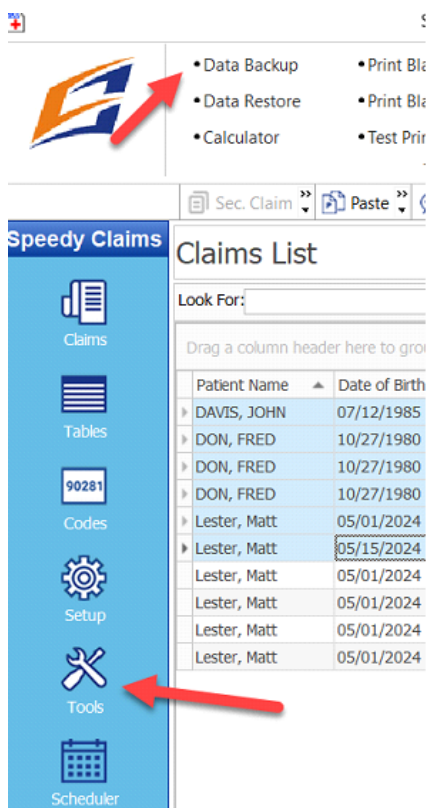 • Data Backup • Print Bla
• Data Restore • Print Bla
• Calculator • Test Prin
Sec. Claim Paste
Speedy Claims
Claims List
Look For:
Claims
Drag a column header here to grou
Patient Name Date of Birth
DAVIS, JOHN 07/12/1985
Tables
DON, FRED 10/27/1980
DON, FRED 10/27/1980
90281
DON, FRED 10/27/1980
Codes
Lester, Matt 05/01/2024
Lester, Matt 05/15/2024
Lester, Matt 05/01/2024
Setup
Lester, Matt 05/01/2024
Lester, Matt 05/01/2024
Lester, Matt 05/01/2024
Tools
Scheduler